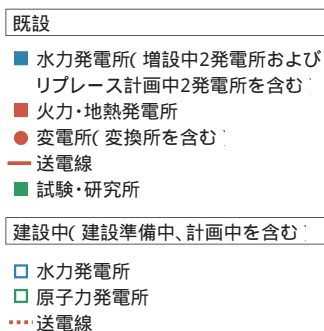 既設
水力発電所(増設中2発電所および
リプレース計画中2発電所を含む)
火力・地熱発電所
変電所(変換所を含む)
送電線
試験・研究所
建設中(建設準備中、計画中を含む)
水力発電所
原子力発電所
送電線